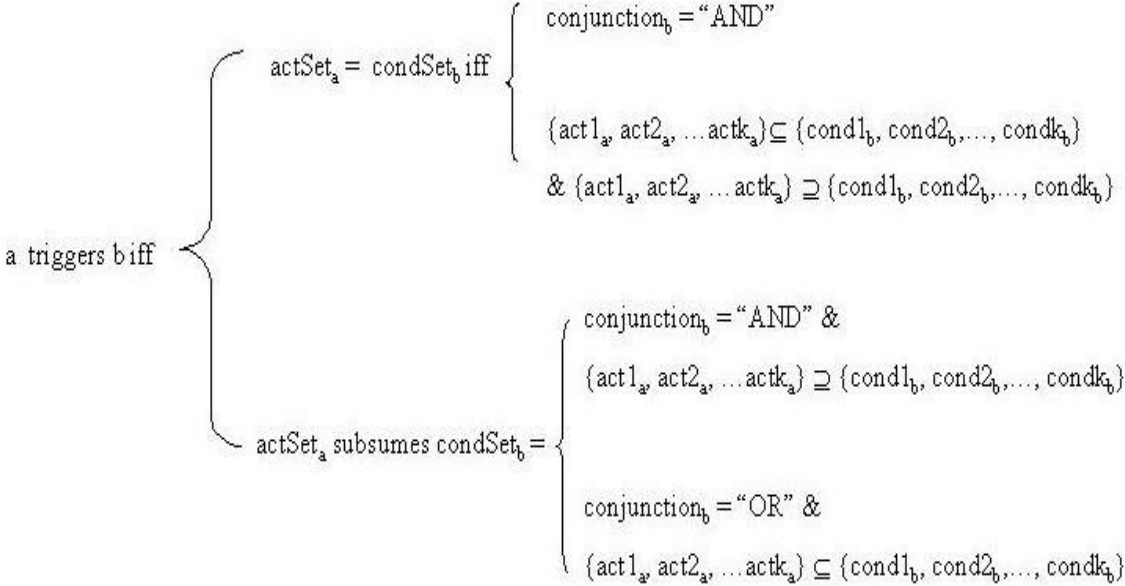 conjunction_b = “AND”
actSet_a = condSet_b iff
{act1_a, act2_a, …actk_a} ⊆ {cond1_b, cond2_b,…, condk_b}
& {act1_a, act2_a, …actk_a} ⊇ {cond1_b, cond2_b,…, condk_b}
a triggers b iff
conjunction_b = “AND” &
{act1_a, act2_a, …actk_a} ⊇ {cond1_b, cond2_b,…, condk_b}
actSet_a subsumes condSet_b =
conjunction_b = “OR” &
{act1_a, act2_a, …actk_a} ⊆ {cond1_b, cond2_b,…, condk_b}